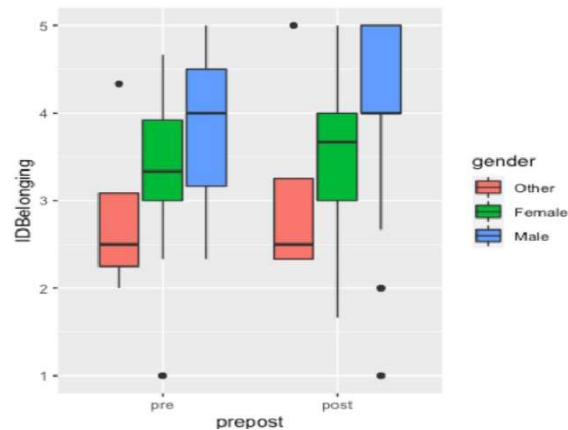 5
4
3
2
1
IDBelonging
pre
post
prepost
gender
Other
Female
Male